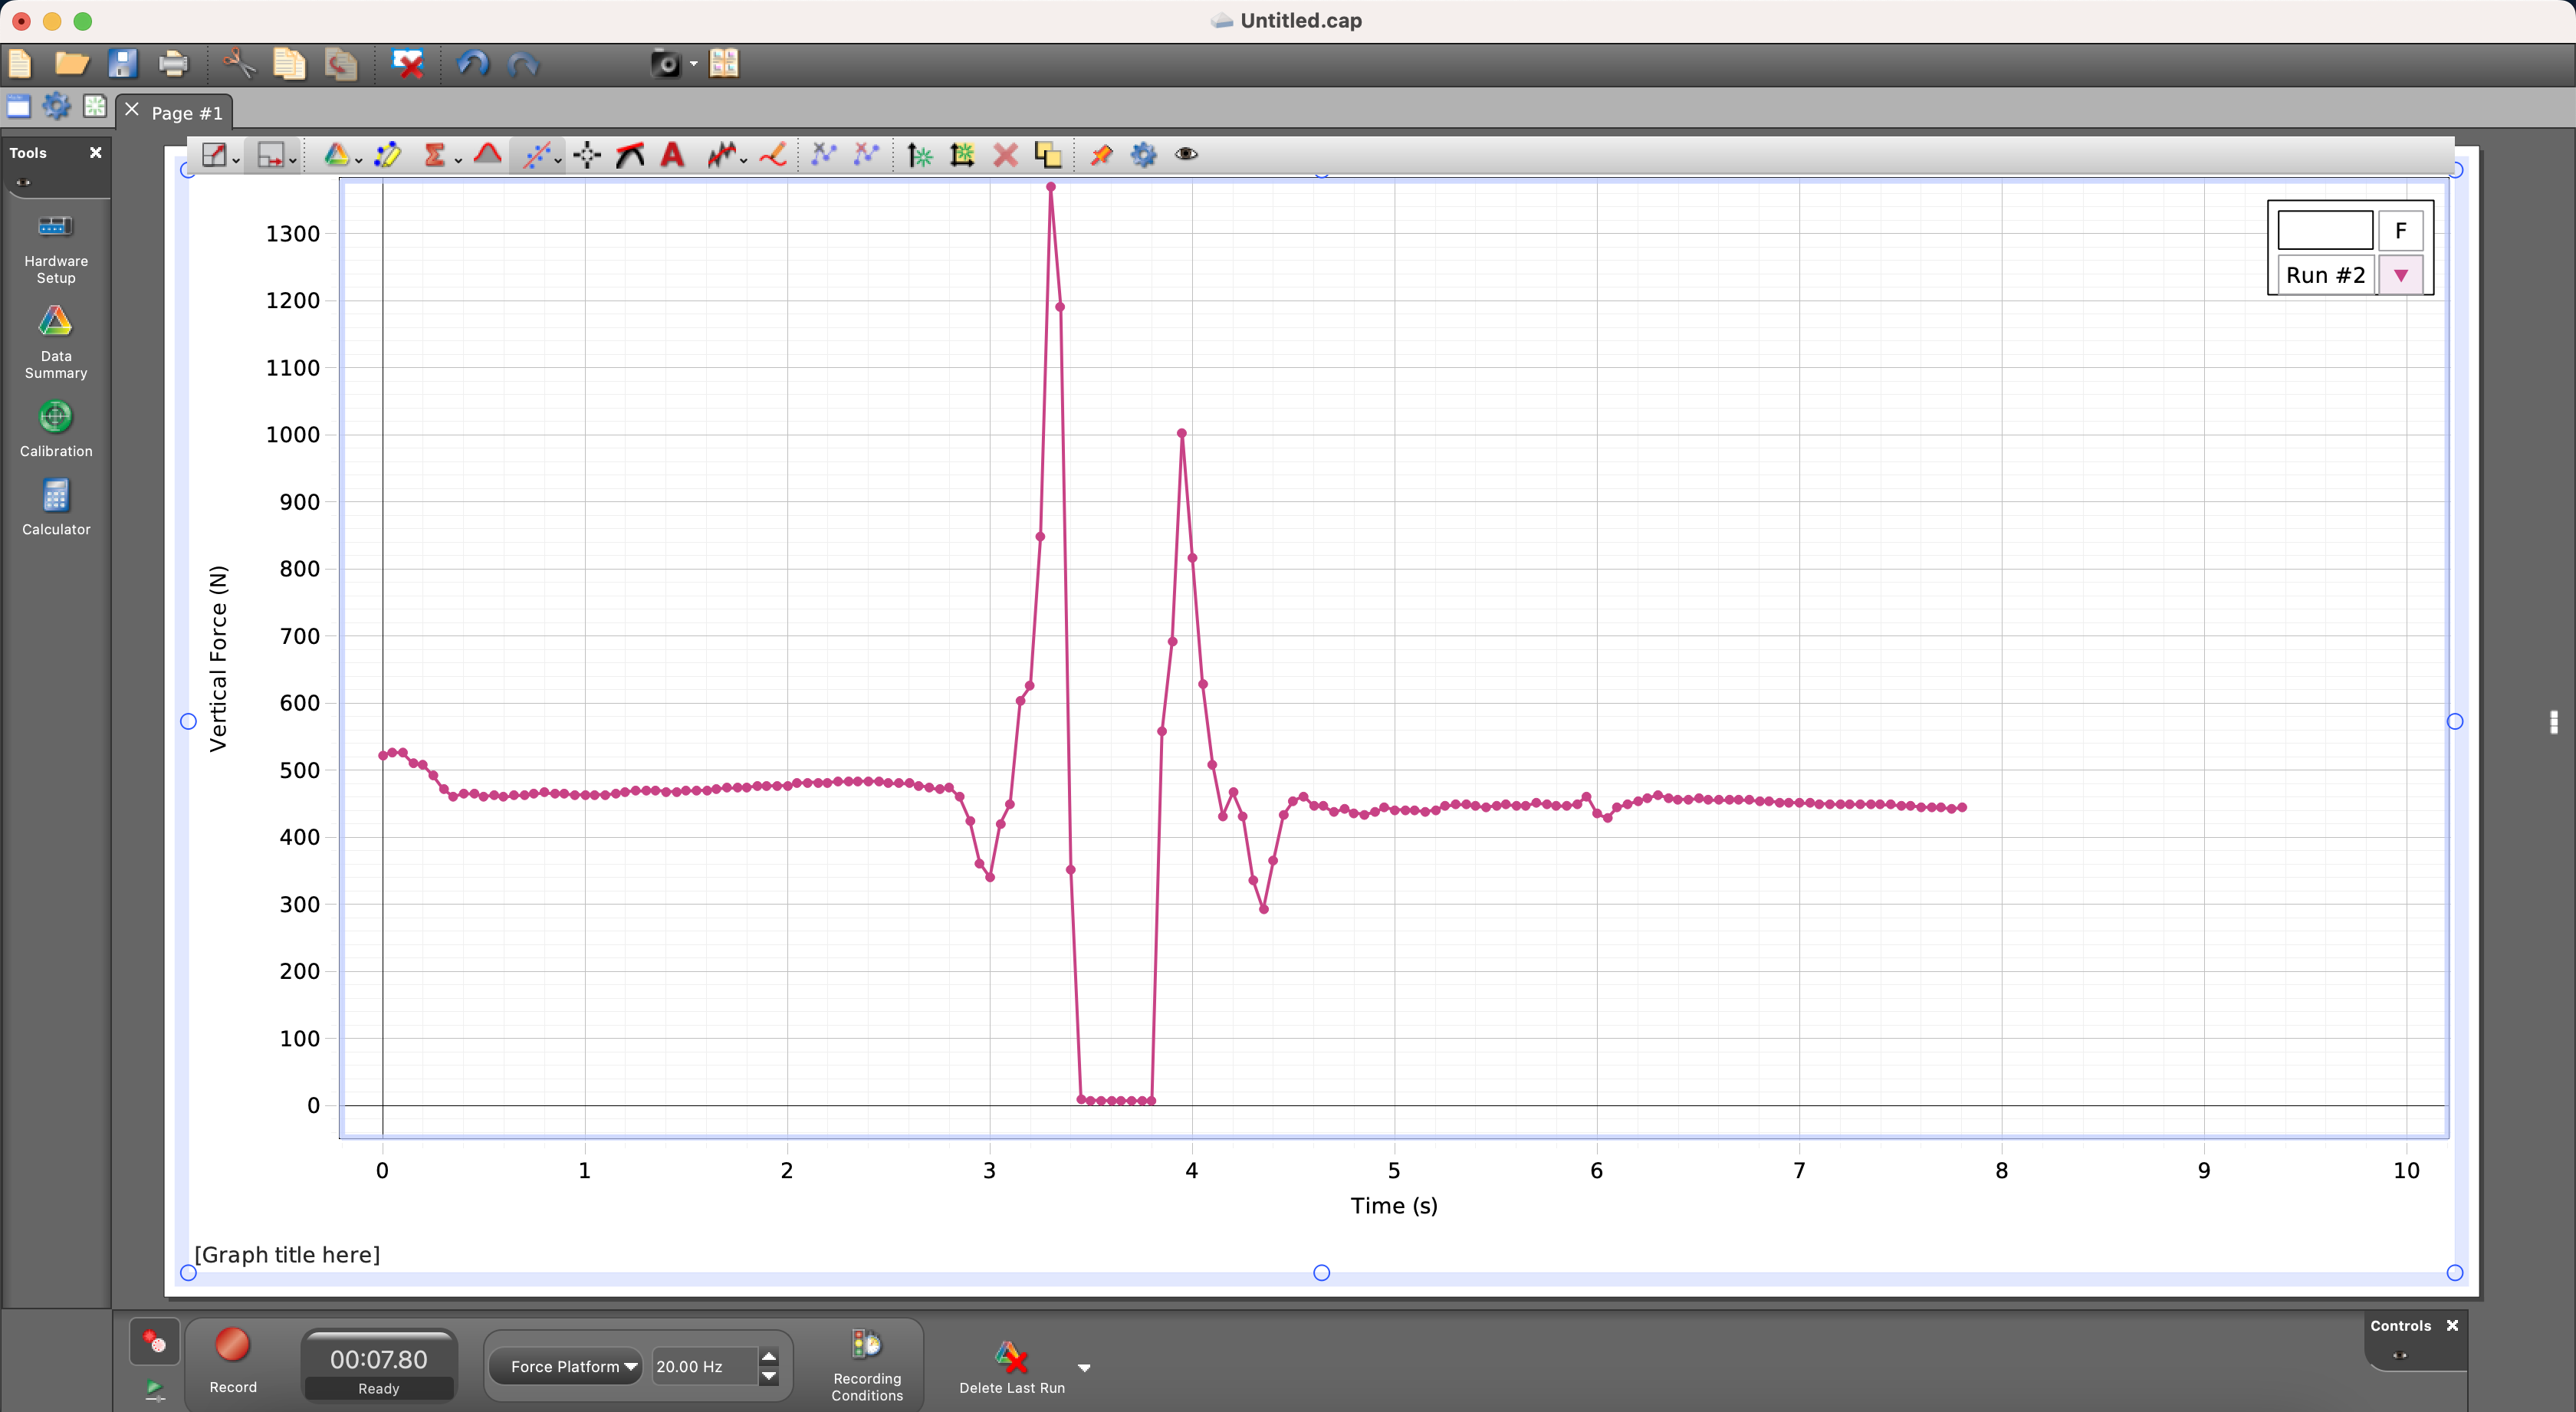 Untitled.cap
Page #1
Tools
Hardware
Setup
Data
Summary
Calibration
Calculator
Vertical Force (N)
1300
1200
1100
1000
900
800
700
600
500
400
300
200
100
0
F
Run #2
0 1 2 3 4 5 6 7 8 9 10
Time (s)
[Graph title here]
Record
00:07.80
Ready
Force Platform
20.00 Hz
Recording
Conditions
Delete Last Run
Controls